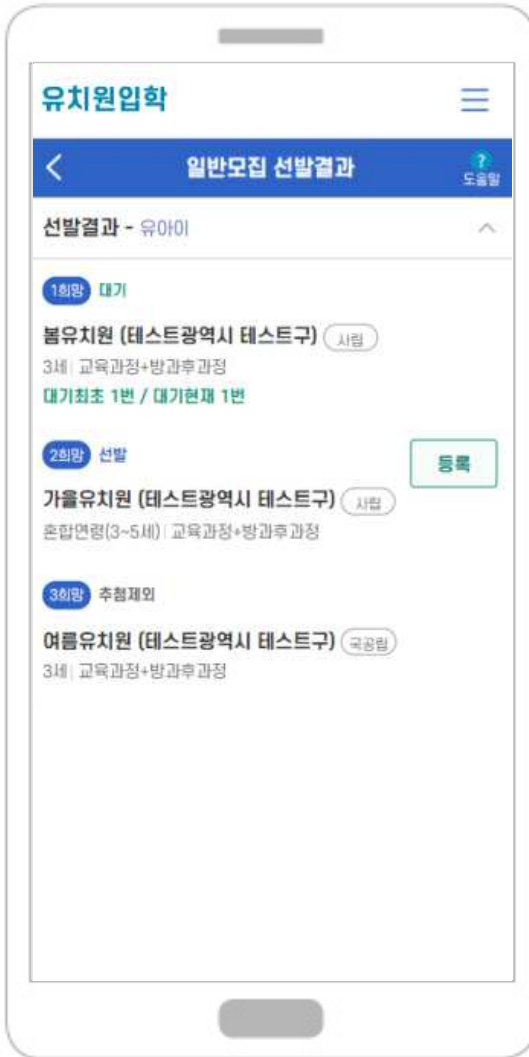 유치원입학
일반모집 선발결과
?
도움말
선발결과 - 유아이
1희망 대기
봄유치원 (테스트광역시 테스트구) 사립
3세 | 교육과정+방과후과정
대기최초 1번 / 대기현재 1번
2희망 선발
등록
가을유치원 (테스트광역시 테스트구) 사립
혼합연령(3~5세) | 교육과정+방과후과정
3희망 추첨제외
여름유치원 (테스트광역시 테스트구) 국공립
3세 | 교육과정+방과후과정